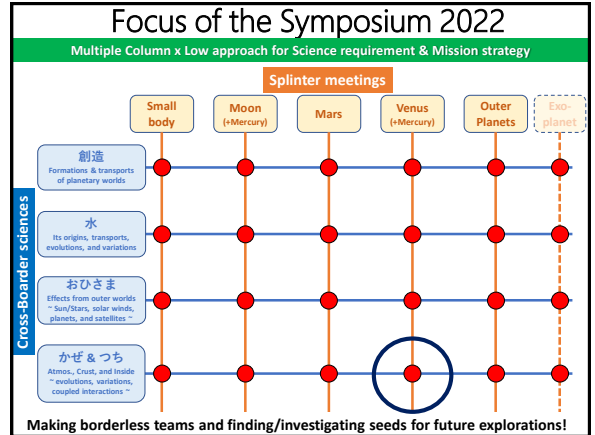 Focus of the Symposium 2022
Multiple Column x Low approach for Science requirement & Mission strategy
Splinter meetings
Small
body
Moon
(+Mercury)
Mars
Venus
(+Mercury)
Outer
Planets
Exo-
planet
Cross-Boarder sciences
創造
Formations & transports
of planetary worlds
水
Its origins, transports,
evolutions, and variations
おひさま
Effects from outer worlds
~ Sun/Stars, solar winds,
planets, and satellites ~
かぜ & つち
Atmos., Crust, and Inside
~ evolutions, variations,
coupled interactions ~
Making borderless teams and finding/investigating seeds for future explorations!